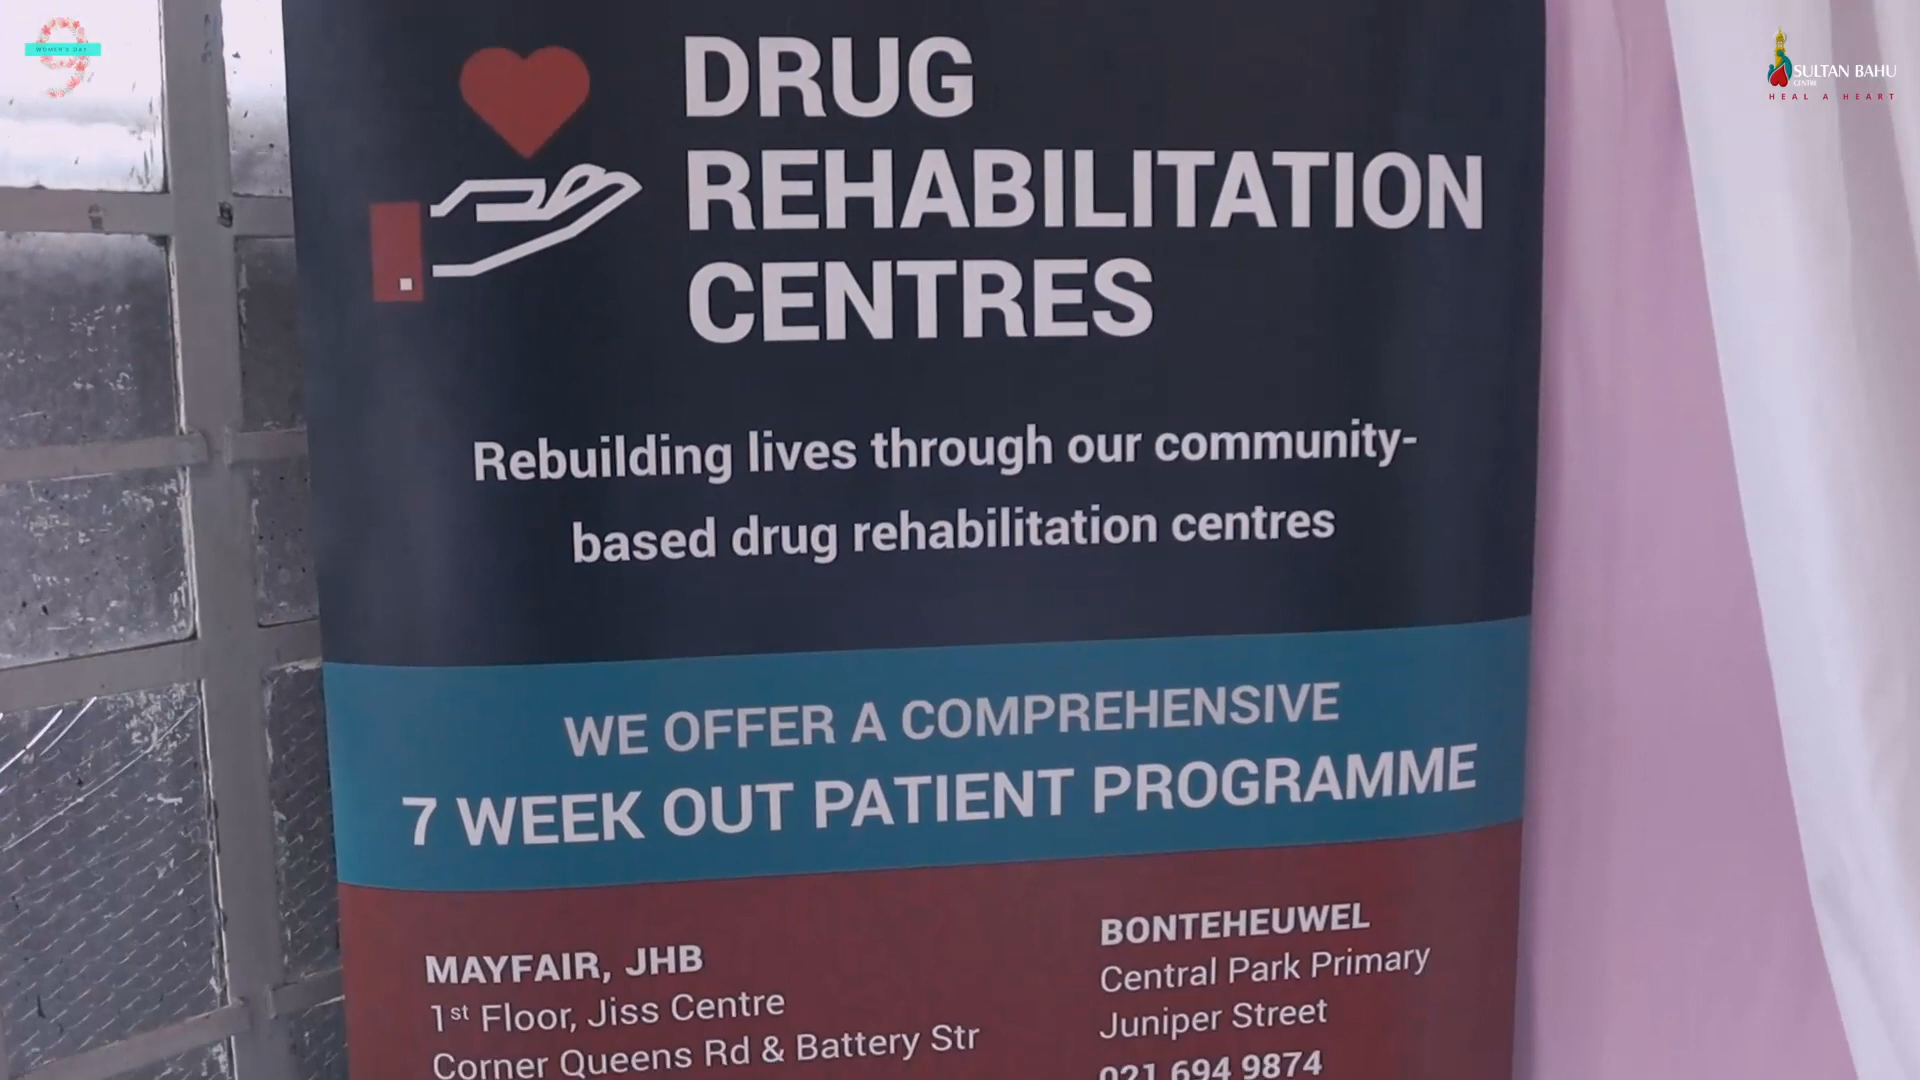 WOMEN'S DAY
9
SULTAN BAHU
CENTRE
HEAL A HEART
DRUG
REHABILITATION
CENTRES
Rebuilding lives through our community-
based drug rehabilitation centres
WE OFFER A COMPREHENSIVE
7 WEEK OUT PATIENT PROGRAMME
MAYFAIR, JHB
1st Floor, Jiss Centre
Corner Queens Rd & Battery Str
BONTEHEUWEL
Central Park Primary
Juniper Street
021 694 9874